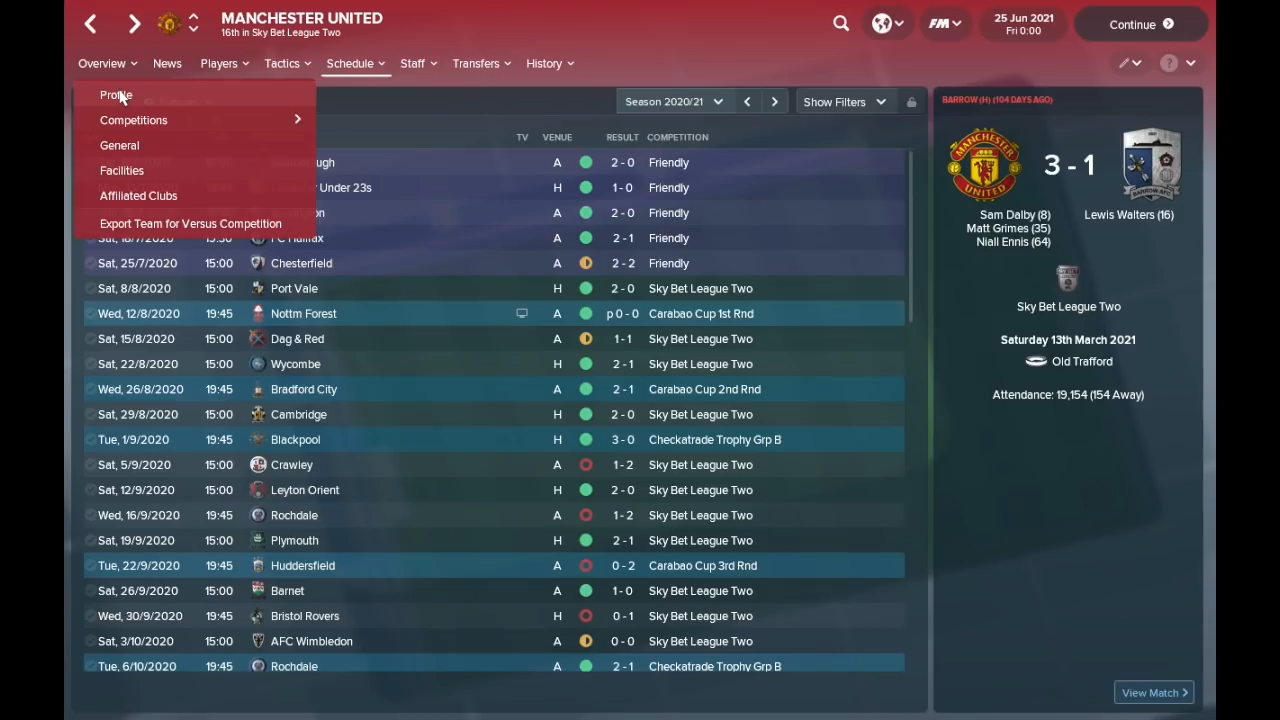 MANCHESTER UNITED
16th in Sky Bet League Two
FM
25 Jun 2021
Fri 0:00
Continue
Overview News Players Tactics Schedule Staff Transfers History
?
Profile
Competitions
General
Facilities
Affiliated Clubs
Export Team for Versus Competition
Season 2020/21 Show Filters
TV VENUE RESULT COMPETITION
A 2 - 0 Friendly
Under 23s H 1 - 0 Friendly
A 2 - 0 Friendly
A 2 - 1 Friendly
Sat, 25/7/2020 15:00 Chesterfield A 2 - 2 Friendly
Sat, 8/8/2020 15:00 Port Vale H 2 - 0 Sky Bet League Two
Wed, 12/8/2020 19:45 Nottm Forest A p 0 - 0 Carabao Cup 1st Rnd
Sat, 15/8/2020 15:00 Dag & Red A 1 - 1 Sky Bet League Two
Sat, 22/8/2020 15:00 Wycombe H 2 - 1 Sky Bet League Two
Wed, 26/8/2020 19:45 Bradford City A 2 - 1 Carabao Cup 2nd Rnd
Sat, 29/8/2020 15:00 Cambridge H 2 - 0 Sky Bet League Two
Tue, 1/9/2020 19:45 Blackpool H 3 - 0 Checkatrade Trophy Grp B
Sat, 5/9/2020 15:00 Crawley A 1 - 2 Sky Bet League Two
Sat, 12/9/2020 15:00 Leyton Orient H 2 - 0 Sky Bet League Two
Wed, 16/9/2020 19:45 Rochdale A 1 - 2 Sky Bet League Two
Sat, 19/9/2020 15:00 Plymouth H 2 - 1 Sky Bet League Two
Tue, 22/9/2020 19:45 Huddersfield A 0 - 2 Carabao Cup 3rd Rnd
Sat, 26/9/2020 15:00 Barnet A 1 - 0 Sky Bet League Two
Wed, 30/9/2020 19:45 Bristol Rovers H 0 - 1 Sky Bet League Two
Sat, 3/10/2020 15:00 AFC Wimbledon A 0 - 0 Sky Bet League Two
Tue, 6/10/2020 19:45 Rochdale A 2 - 1 Checkatrade Trophy Grp B
BARROW (H) (104 DAYS AGO)
MANCHESTER
UNITED
3 - 1
BARROW AFC
Sam Dalby (8) Lewis Walters (16)
Matt Grimes (35)
Niall Ennis (64)
Sky Bet League Two
Saturday 13th March 2021
Old Trafford
Attendance: 19,154 (154 Away)
View Match